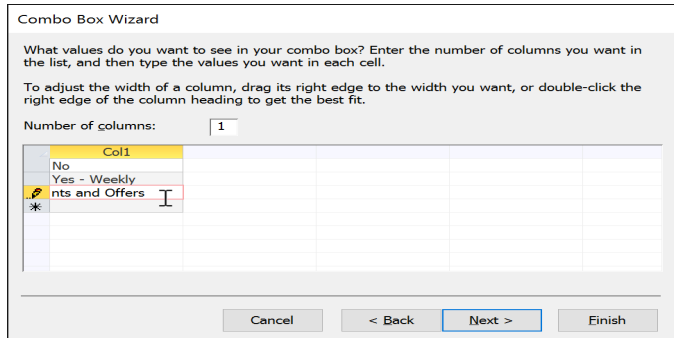 Combo Box Wizard
What values do you want to see in your combo box? Enter the number of columns you want in
the list, and then type the values you want in each cell.
To adjust the width of a column, drag its right edge to the width you want, or double-click the
right edge of the column heading to get the best fit.
Number of columns: 1
Col1
No
Yes - Weekly
nts and Offers
Cancel < Back Next > Finish